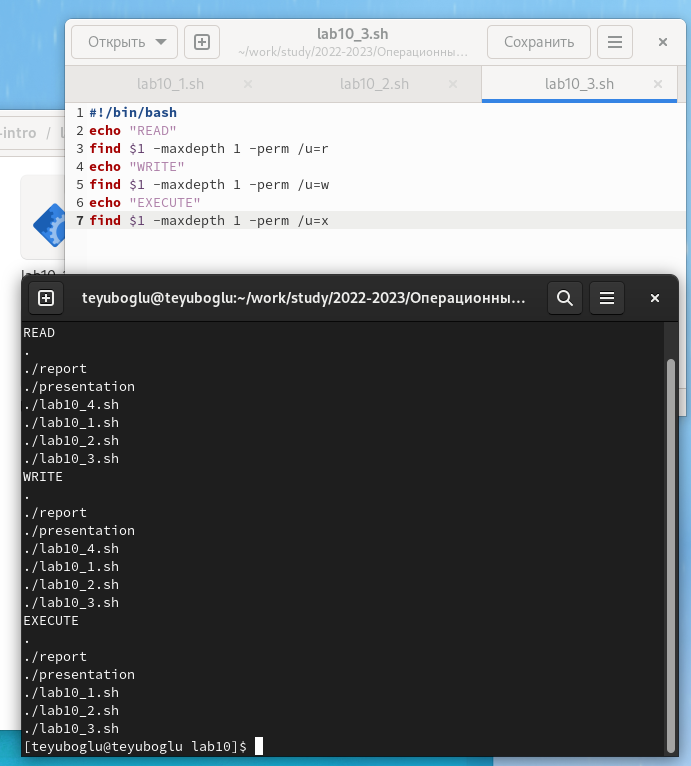 lab10_3.sh
Открыть
~/work/study/2022-2023/Операционны…
Сохранить
lab10_1.sh
lab10_2.sh
lab10_3.sh
-intro /
1 #!/bin/bash
2 echo "READ"
3 find $1 -maxdepth 1 -perm /u=r
4 echo "WRITE"
5 find $1 -maxdepth 1 -perm /u=w
6 echo "EXECUTE"
7 find $1 -maxdepth 1 -perm /u=x
teyuboglu@teyuboglu:~/work/study/2022-2023/Операционны…
READ
.
./report
./presentation
./lab10_4.sh
./lab10_1.sh
./lab10_2.sh
./lab10_3.sh
WRITE
.
./report
./presentation
./lab10_4.sh
./lab10_1.sh
./lab10_2.sh
./lab10_3.sh
EXECUTE
.
./report
./presentation
./lab10_1.sh
./lab10_2.sh
./lab10_3.sh
[teyuboglu@teyuboglu lab10]$